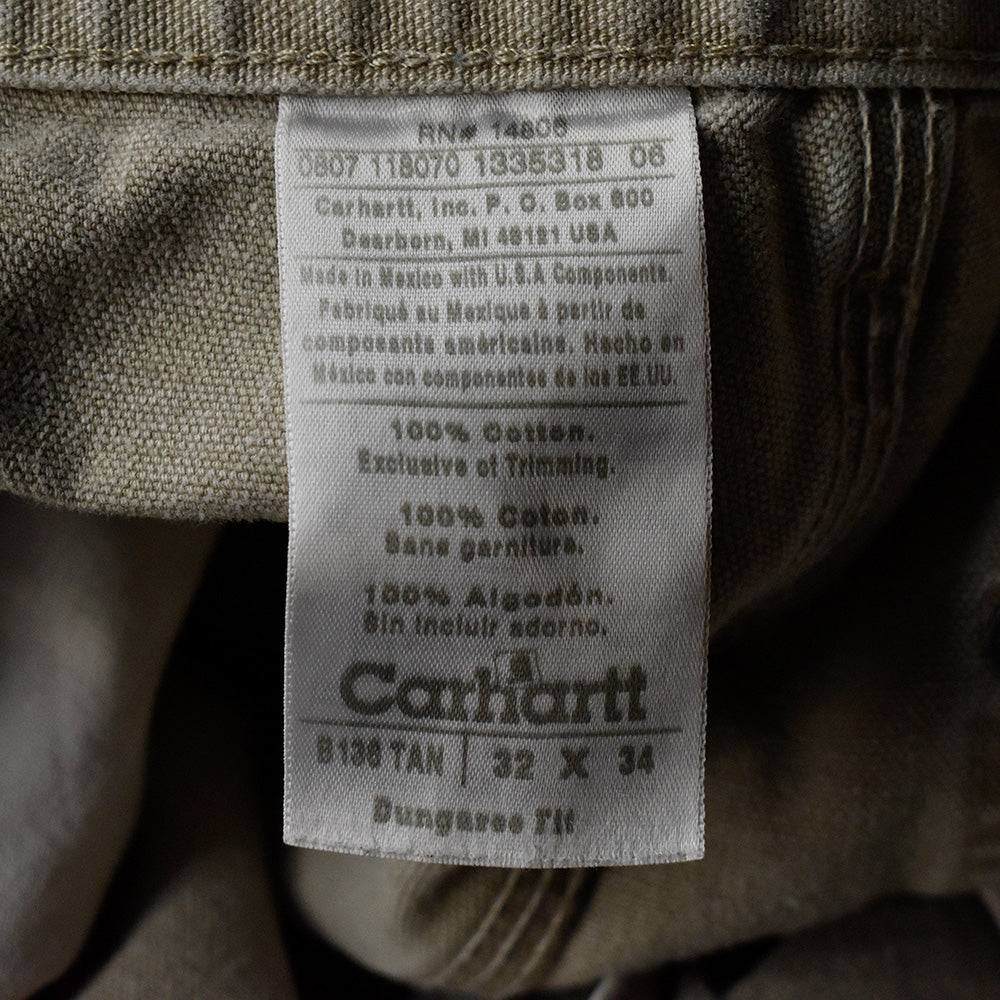 RN# 14806
0807 118070 1335318 06
Carhartt, Inc. P. O. Box 600
Dearborn, MI 48121 USA
Made in Mexico with U.S.A Components.
Fabriqué au Mexique à partir de
composants américains. Hecho en
México con componentes de los EE.UU.
100% Cotton.
Exclusive of Trimming.
100% Coton.
Sans garniture.
100% Algodón.
Sin incluir adorno.
Carhartt
B136 TAN 32 X 34
Dungaree Fit